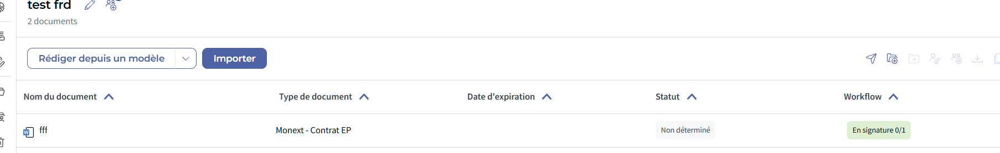 test frd
2 documents
Rédiger depuis un modèle
Importer
Nom du document Type de document Date d'expiration Statut Workflow
fff Monext - Contrat EP Non déterminé En signature 0/1